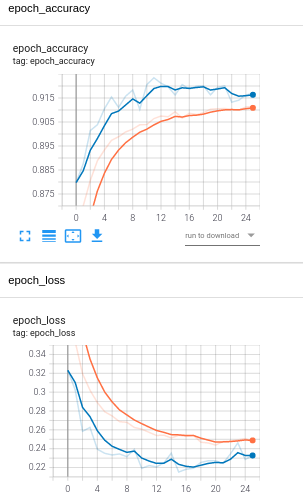 epoch_accuracy
epoch_accuracy
tag: epoch_accuracy
0.915
0.905
0.895
0.885
0.875
0 4 8 12 16 20 24
run to download
epoch_loss
epoch_loss
tag: epoch_loss
0.34
0.32
0.3
0.28
0.26
0.24
0.22
0 4 8 12 16 20 24